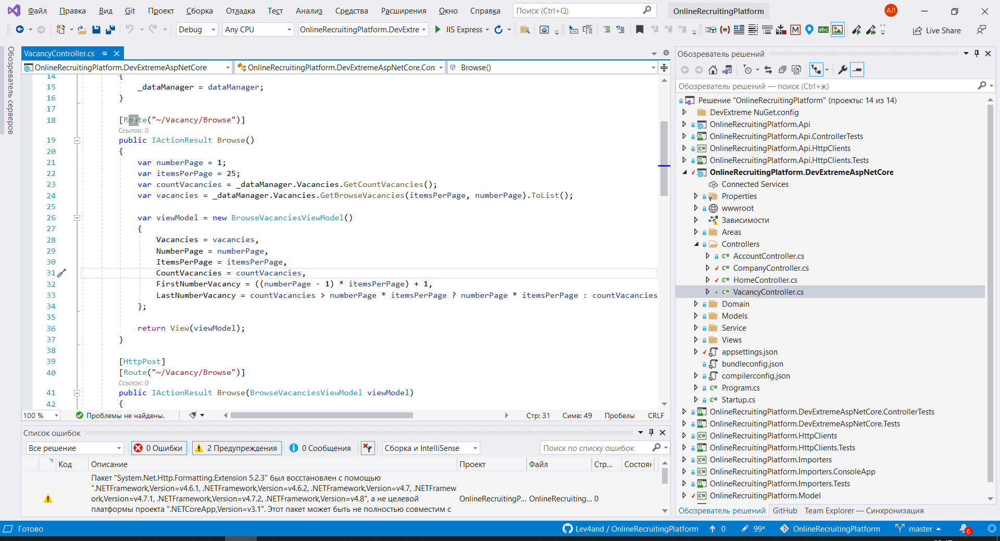 Файл Правка Вид Git Проект Сборка Отладка Тест Анализ Средства Расширения Окно Справка Поиск (Ctrl+Q) OnlineRecruitingPlatform АЛ
Debug Any CPU OnlineRecruitingPlatform.DevExtre IIS Express M abc Live Share
Обозреватель серверов
VacancyController.cs
OnlineRecruitingPlatform.DevExtremeAspNetCore OnlineRecruitingPlatform.DevExtremeAspNetCore.Con Browse()
14 {
15 _dataManager = dataManager;
16 }
17
18 [Route("~/Vacancy/Browse")]
Ссылок: 0
19 public IActionResult Browse()
20 {
21 var numberPage = 1;
22 var itemsPerPage = 25;
23 var countVacancies = _dataManager.Vacancies.GetCountVacancies();
24 var vacancies = _dataManager.Vacancies.GetBrowseVacancies(itemsPerPage, numberPage).ToList();
25
26 var viewModel = new BrowseVacanciesViewModel()
27 {
28 Vacancies = vacancies,
29 NumberPage = numberPage,
30 ItemsPerPage = itemsPerPage,
31 CountVacancies = countVacancies,
32 FirstNumberVacancy = ((numberPage - 1) * itemsPerPage) + 1,
33 LastNumberVacancy = countVacancies > numberPage * itemsPerPage ? numberPage * itemsPerPage : countVacancies
34 };
35
36 return View(viewModel);
37 }
38
39 [HttpPost]
40 [Route("~/Vacancy/Browse")]
Ссылок: 0
41 public IActionResult Browse(BrowseVacanciesViewModel viewModel)
42 {
100 % Проблемы не найдены. Стр: 31 Симв: 49 Пробелы CRLF
Список ошибок
Все решение 0 Ошибки 2 Предупреждения 0 Сообщения Сборка и IntelliSense Поиск по списку ошибок
Код Описание Проект Файл Стр... Состоян
Пакет "System.Net.Http.Formatting.Extension 5.2.3" был восстановлен с помощью
".NETFramework,Version=v4.6.1, .NETFramework,Version=v4.6.2, .NETFramework,Version=v4.7, .NETFramew
ork,Version=v4.7.1, .NETFramework,Version=v4.7.2, .NETFramework,Version=v4.8", а не целевой OnlineRecruitingP... OnlineRecruiting... 0
платформы проекта ".NETCoreApp,Version=v3.1". Этот пакет может быть не полностью совместим с
Обозреватель решений
Обозреватель решений — поиск (Ctrl+ж)
Решение "OnlineRecruitingPlatform" (проекты: 14 из 14)
DevExtreme NuGet.config
OnlineRecruitingPlatform.Api
OnlineRecruitingPlatform.Api.ControllerTests
OnlineRecruitingPlatform.Api.HttpClients
OnlineRecruitingPlatform.Api.HttpClients.Tests
OnlineRecruitingPlatform.DevExtremeAspNetCore
Connected Services
Properties
wwwroot
Зависимости
Areas
Controllers
C# AccountController.cs
C# CompanyController.cs
C# HomeController.cs
C# VacancyController.cs
Domain
Models
Service
Views
appsettings.json
bundleconfig.json
compilerconfig.json
C# Program.cs
C# Startup.cs
OnlineRecruitingPlatform.DevExtremeAspNetCore.ControllerTests
OnlineRecruitingPlatform.DevExtremeAspNetCore.Tests
OnlineRecruitingPlatform.HttpClients
OnlineRecruitingPlatform.HttpClients.Tests
OnlineRecruitingPlatform.Importers
OnlineRecruitingPlatform.Importers.ConsoleApp
OnlineRecruitingPlatform.Importers.Tests
OnlineRecruitingPlatform.Model
Обозреватель решений GitHub Team Explorer — Синхронизация
Готово Lev4and / OnlineRecruitingPlatform 0 99* OnlineRecruitingPlatform master 6